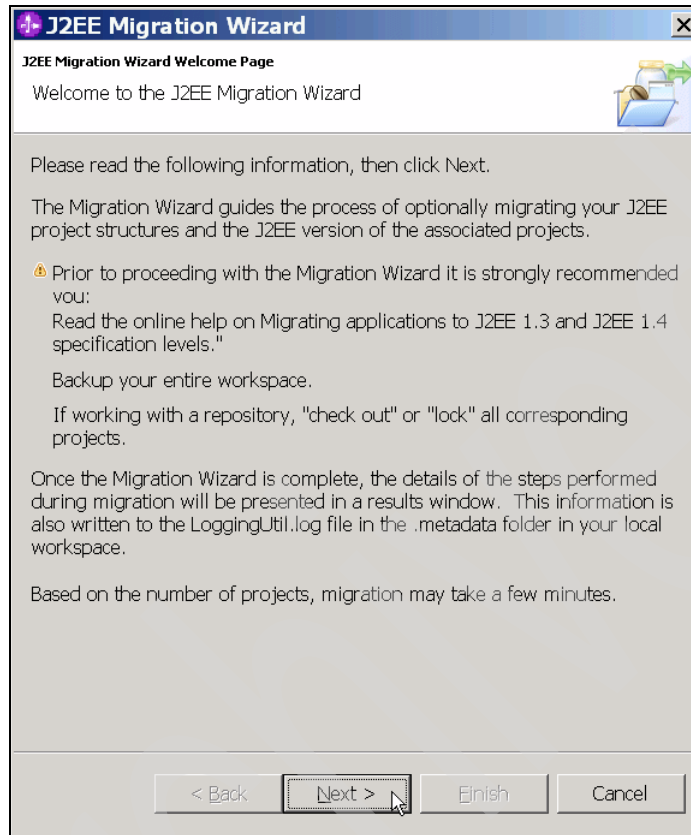 J2EE Migration Wizard
J2EE Migration Wizard Welcome Page
Welcome to the J2EE Migration Wizard
Please read the following information, then click Next.
The Migration Wizard guides the process of optionally migrating your J2EE
project structures and the J2EE version of the associated projects.
Prior to proceeding with the Migration Wizard it is strongly recommended
you:
Read the online help on Migrating applications to J2EE 1.3 and J2EE 1.4
specification levels."
Backup your entire workspace.
If working with a repository, "check out" or "lock" all corresponding
projects.
Once the Migration Wizard is complete, the details of the steps performed
during migration will be presented in a results window. This information is
also written to the LoggingUtil.log file in the .metadata folder in your local
workspace.
Based on the number of projects, migration may take a few minutes.
< Back Next > Finish Cancel